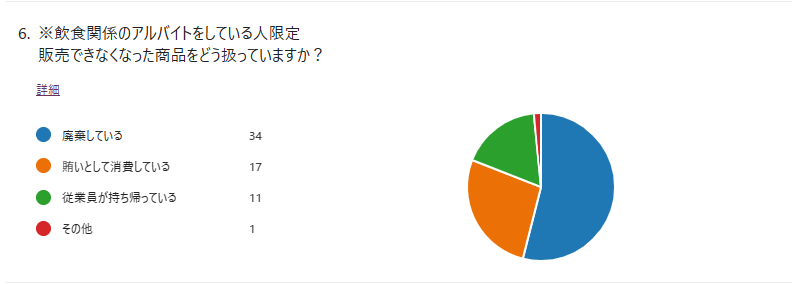 6. ※飲食関係のアルバイトをしている人限定
販売できなくなった商品をどう扱っていますか？
詳細
廃棄している 34
賄いとして消費している 17
従業員が持ち帰っている 11
その他 1